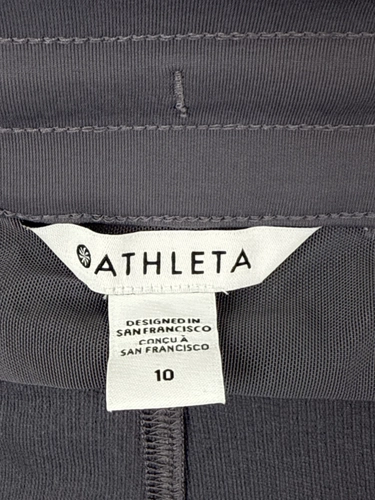 ATHLETA
DESIGNED IN
SAN FRANCISCO
CONÇU À
SAN FRANCISCO
10